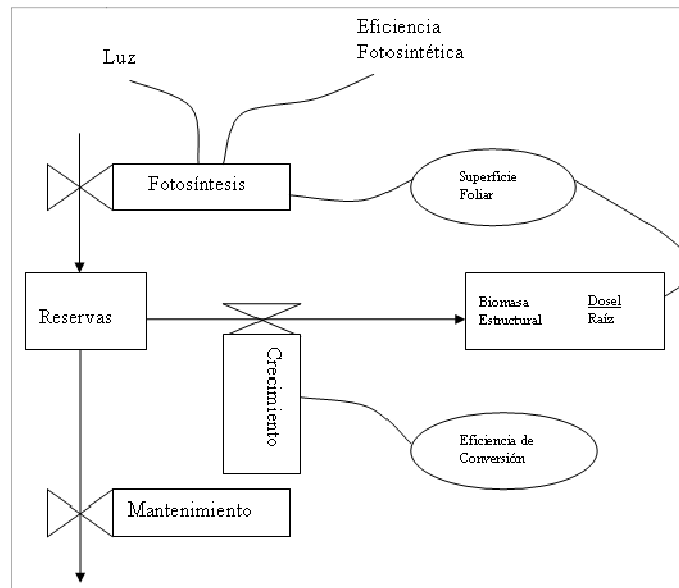 Eficiencia
Fotosintética
Luz
Fotosíntesis
Superficie
Foliar
Reservas
Biomasa Dosel
Estructural Raíz
Crecimiento
Eficiencia de
Conversión
Mantenimiento